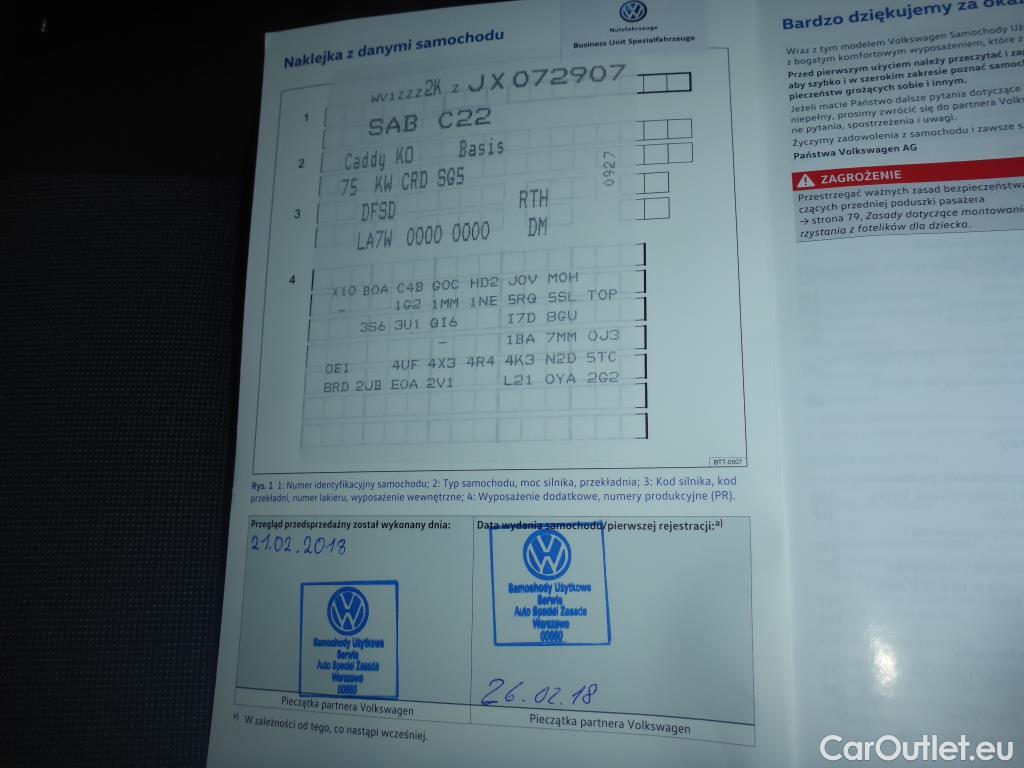 Naklejka z danymi samochodu
Nutzfahrzeuge
Business Unit Spezialfahrzeuge
WV1ZZZ2K Z JX072907
1
SAB C22
2
Caddy KO Basis
75 KW CRD SG5
0927
3
DFSD RTH
LA7W 0000 0000 DM
4
X10 B0A C4B G0C HD2 J0V M0H
_ 1G2 1MM 1NE 5RQ 5SL T0P
3S6 3U1 QI6 I7D 8GU
— 1BA 7MM 0J3
0E1 4UF 4X3 4R4 4K3 N2D 5TC
8RD 2JB E0A 2V1 L21 0YA 2G2
BTT-0507
Rys. 1 1: Numer identyfikacyjny samochodu; 2: Typ samochodu, moc silnika, przekładnia; 3: Kod silnika, kod
przekładni, numer lakieru, wyposażenie wewnętrzne; 4: Wyposażenie dodatkowe, numery produkcyjne (PR).
Przegląd przedsprzedażny został wykonany dnia:
21.02.2018
Samochody Użytkowe
Serwis
Auto Special Zasada
Warszawa
00660
Pieczątka partnera Volkswagen
Data wydania samochodu/pierwszej rejestracji:a)
Samochody Użytkowe
Serwis
Auto Special Zasada
Warszawa
00660
26.02.18
Pieczątka partnera Volkswagen
a) W zależności od tego, co nastąpi wcześniej.
Bardzo dziękujemy za
Wraz z tym modelem Volkswagen Samochody
z bogatym komfortowym wyposażeniem, które z
Przed pierwszym użyciem należy przeczytać i
aby szybko i w szerokim zakresie poznać
pieczeństw grożących sobie i innym.
Jeżeli macie Państwo dalsze pytania dotyczące
niepełny, prosimy zwrócić się do partnera
ne pytania, spostrzeżenia i uwagi.
Życzymy zadowolenia z samochodu i zawsze
Państwa Volkswagen AG
ZAGROŻENIE
Przestrzegać ważnych zasad bezpieczeństwa
czących przedniej poduszki pasażera
→ strona 79, Zasady dotyczące
rzystania z fotelików dla dziecka.
CarOutlet.eu